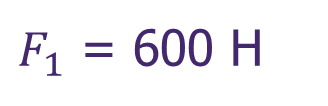 F₁ = 600 Н